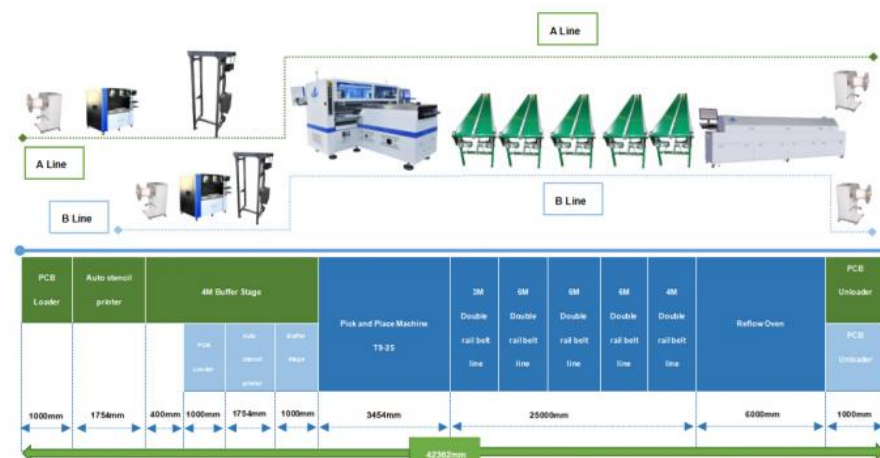 A Line
A Line
B Line
B Line
PCB
Loader
Auto stencil
printer
4M Buffer Stage
PCB
Loader
Auto
stencil
printer
Buffer
Stage
Pick and Place Machine
T9-2S
3M
Double
rail belt
line
6M
Double
rail belt
line
6M
Double
rail belt
line
6M
Double
rail belt
line
4M
Double
rail belt
line
Reflow Oven
PCB
Unloader
PCB
Unloader
1000mm
1754mm
400mm
1000mm
1754mm
1000mm
3454mm
25000mm
6000mm
1000mm
42362mm